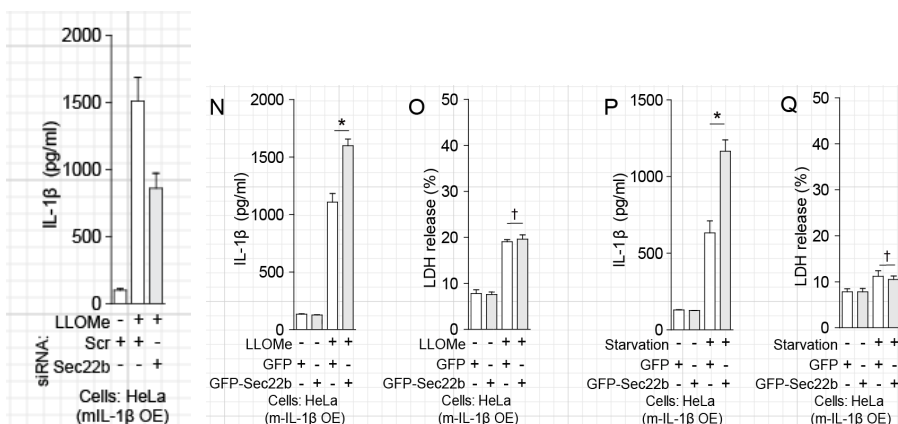 2000
1500
1000
500
0
IL-1β (pg/ml)
LLOMe - + +
siRNA:
Scr + + -
Sec22b - - +
Cells: HeLa
(mIL-1β OE)
N
2000
1500
1000
500
0
IL-1β (pg/ml)
*
LLOMe - - + +
GFP + - + -
GFP-Sec22b - + - +
Cells: HeLa
(m-IL-1β OE)
O
50
40
30
20
10
0
LDH release (%)
†
LLOMe - - + +
GFP + - + -
GFP-Sec22b - + - +
Cells: HeLa
(m-IL-1β OE)
P
1500
1000
500
0
IL-1β (pg/ml)
*
Starvation - - + +
GFP + - + -
GFP-Sec22b - + - +
Cells: HeLa
(m-IL-1β OE)
Q
50
40
30
20
10
0
LDH release (%)
†
Starvation - - + +
GFP + - + -
GFP-Sec22b - + - +
Cells: HeLa
(m-IL-1β OE)